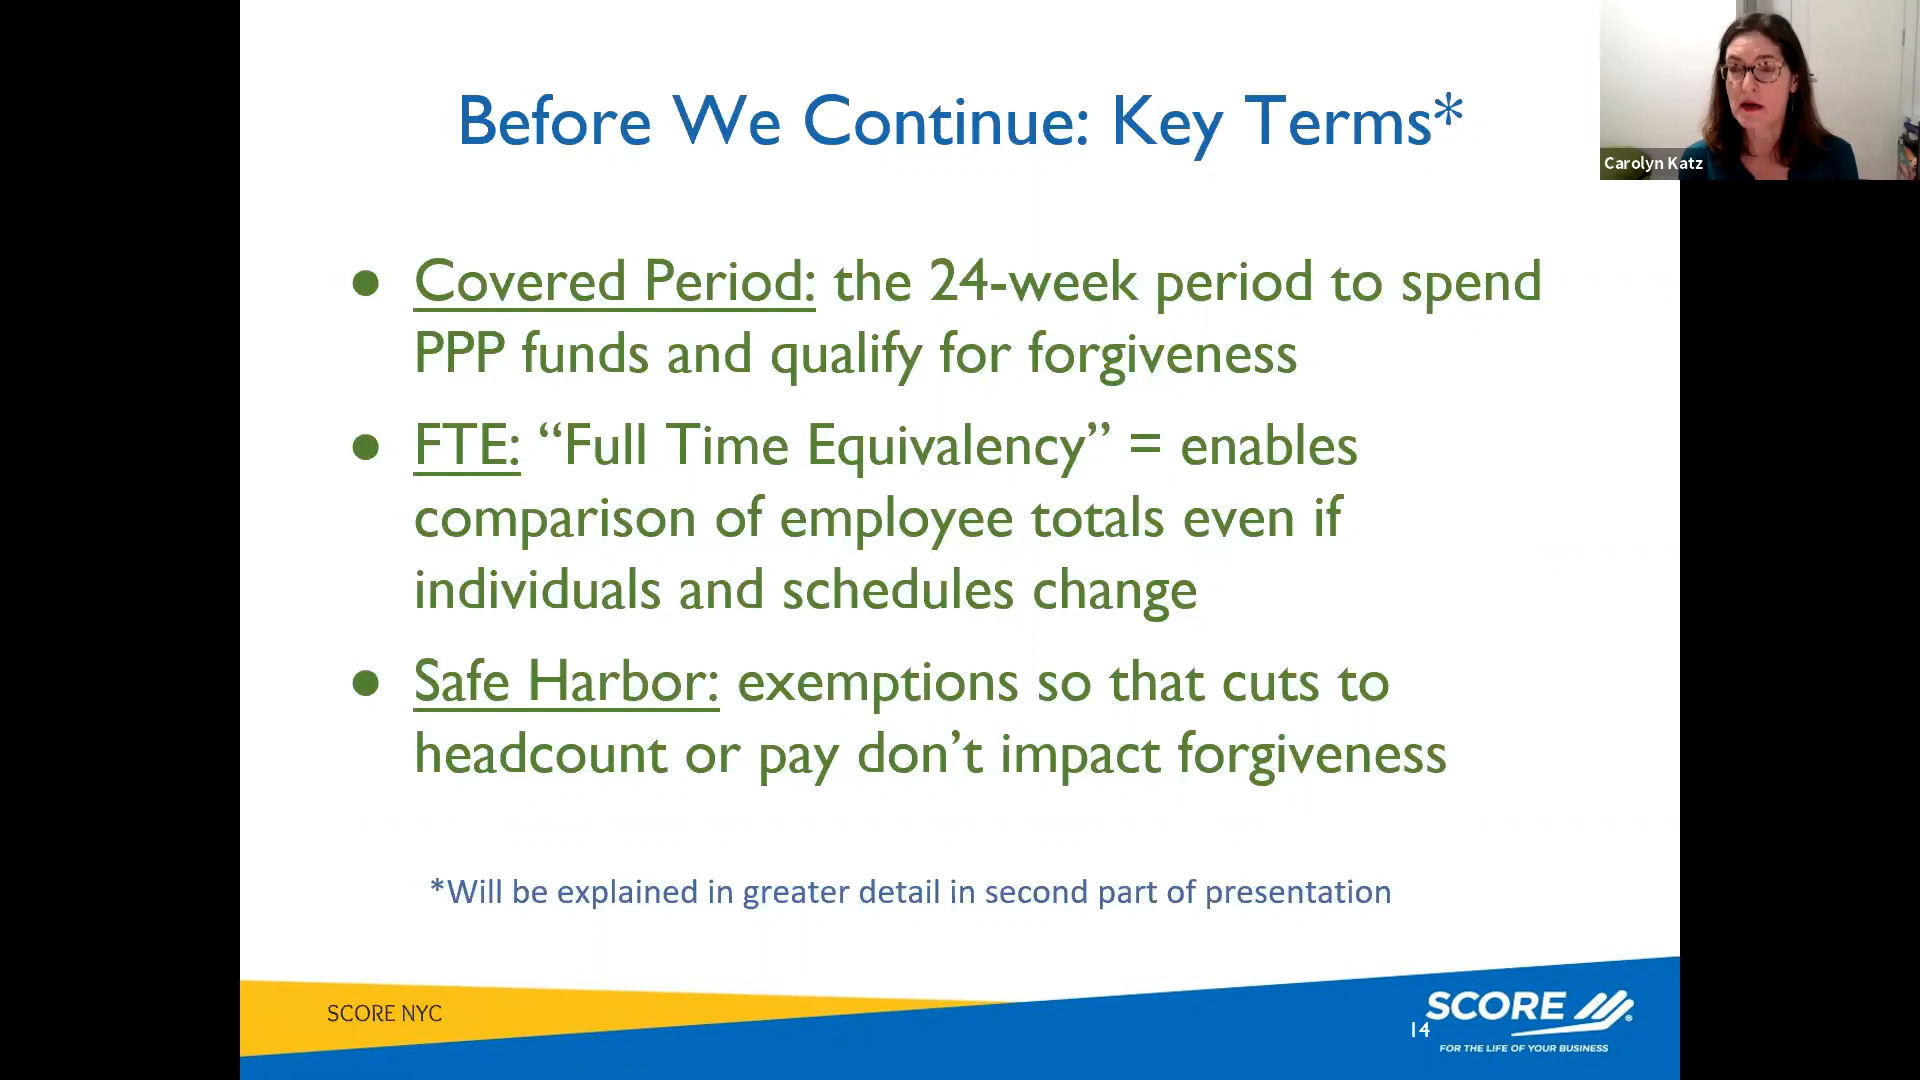 Before We Continue: Key Terms*
Carolyn Katz
● Covered Period: the 24-week period to spend
PPP funds and qualify for forgiveness
● FTE: “Full Time Equivalency” = enables
comparison of employee totals even if
individuals and schedules change
● Safe Harbor: exemptions so that cuts to
headcount or pay don’t impact forgiveness
*Will be explained in greater detail in second part of presentation
SCORE NYC
14
SCORE
FOR THE LIFE OF YOUR BUSINESS